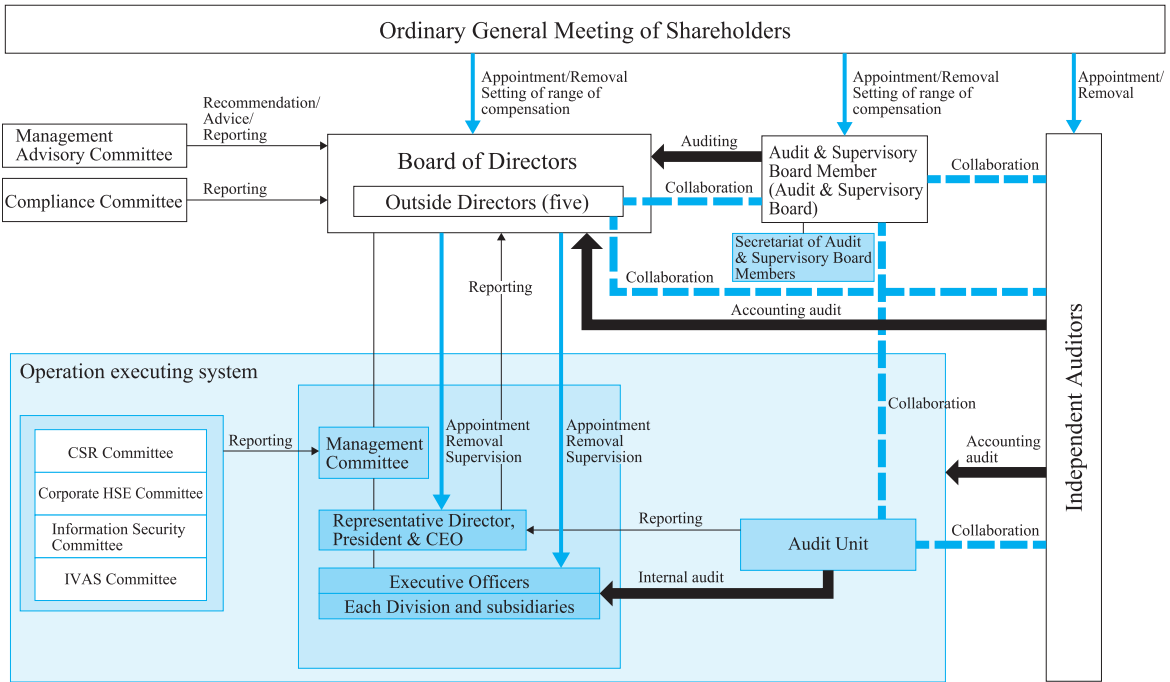 Ordinary General Meeting of Shareholders
Appointment/Removal
Setting of range of
compensation
Appointment/Removal
Setting of range of
compensation
Appointment/
Removal
Recommendation/
Advice/
Reporting
Management
Advisory Committee
Board of Directors
Auditing
Audit & Supervisory
Board Member
(Audit & Supervisory
Board)
Collaboration
Compliance Committee
Reporting
Outside Directors (five)
Collaboration
Secretariat of Audit
& Supervisory Board
Members
Reporting
Collaboration
Accounting audit
Independent Auditors
Operation executing system
Collaboration
CSR Committee
Corporate HSE Committee
Information Security
Committee
IVAS Committee
Reporting
Management
Committee
Appointment
Removal
Supervision
Appointment
Removal
Supervision
Accounting
audit
Representative Director,
President & CEO
Reporting
Audit Unit
Collaboration
Executive Officers
Each Division and subsidiaries
Internal audit